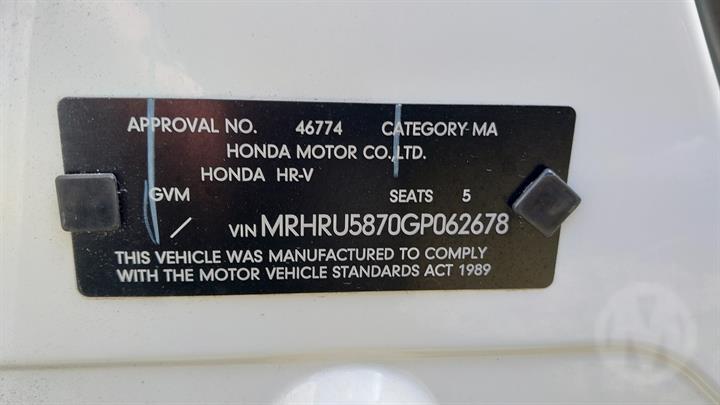 APPROVAL NO. 46774 CATEGORY MA
HONDA MOTOR CO.,LTD.
HONDA HR-V
GVM SEATS 5
/ VIN MRHRU5870GP062678
THIS VEHICLE WAS MANUFACTURED TO COMPLY
WITH THE MOTOR VEHICLE STANDARDS ACT 1989
M